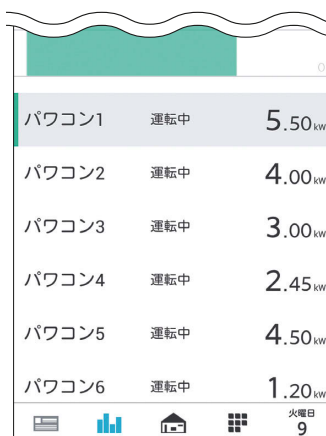 0
パワコン1 運転中 5.50kW
パワコン2 運転中 4.00kW
パワコン3 運転中 3.00kW
パワコン4 運転中 2.45kW
パワコン5 運転中 4.50kW
パワコン6 運転中 1.20kW
火曜日
9